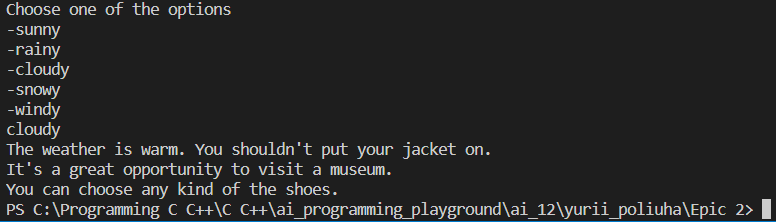 Choose one of the options
-sunny
-rainy
-cloudy
-snowy
-windy
cloudy
The weather is warm. You shouldn't put your jacket on.
It's a great opportunity to visit a museum.
You can choose any kind of the shoes.
PS C:\Programming C C++\C C++\ai_programming_playground\ai_12\yurii_poliuha\Epic 2>